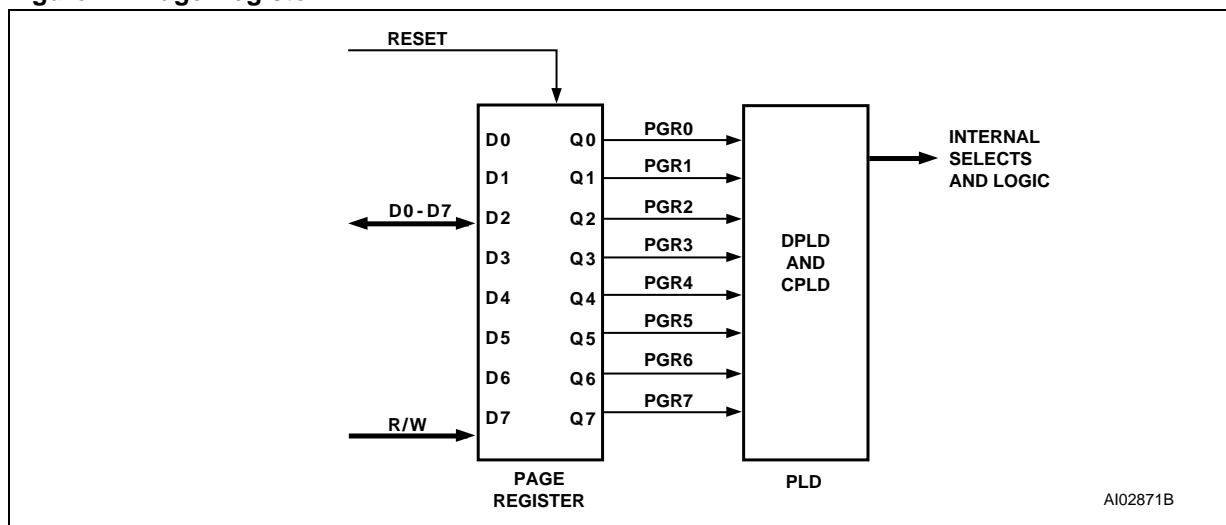 RESET
D0 Q0 PGR0
D1 Q1 PGR1
D0-D7 D2 Q2 PGR2
D3 Q3 PGR3
D4 Q4 PGR4
D5 Q5 PGR5
D6 Q6 PGR6
R/W D7 Q7 PGR7
DPLD
AND
CPLD
INTERNAL
SELECTS
AND LOGIC
PAGE
REGISTER
PLD
AI02871B